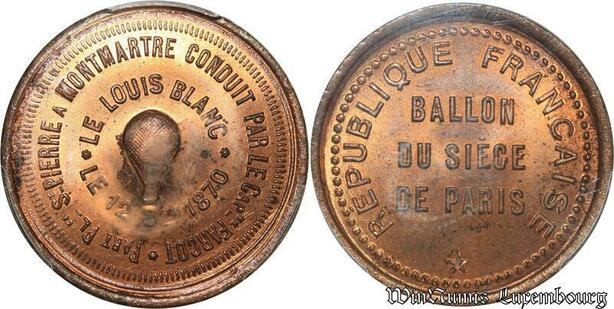 PART PL.. S. PIERRE A MONTMARTRE CONDUIT PAR LE CAP.. FARCOT
LE LOUIS BLANC
LE 12 1870
REPUBLIQUE FRANCAISE
BALLON
DU SIEGE
DE PARIS
WinNumis Luxembourg